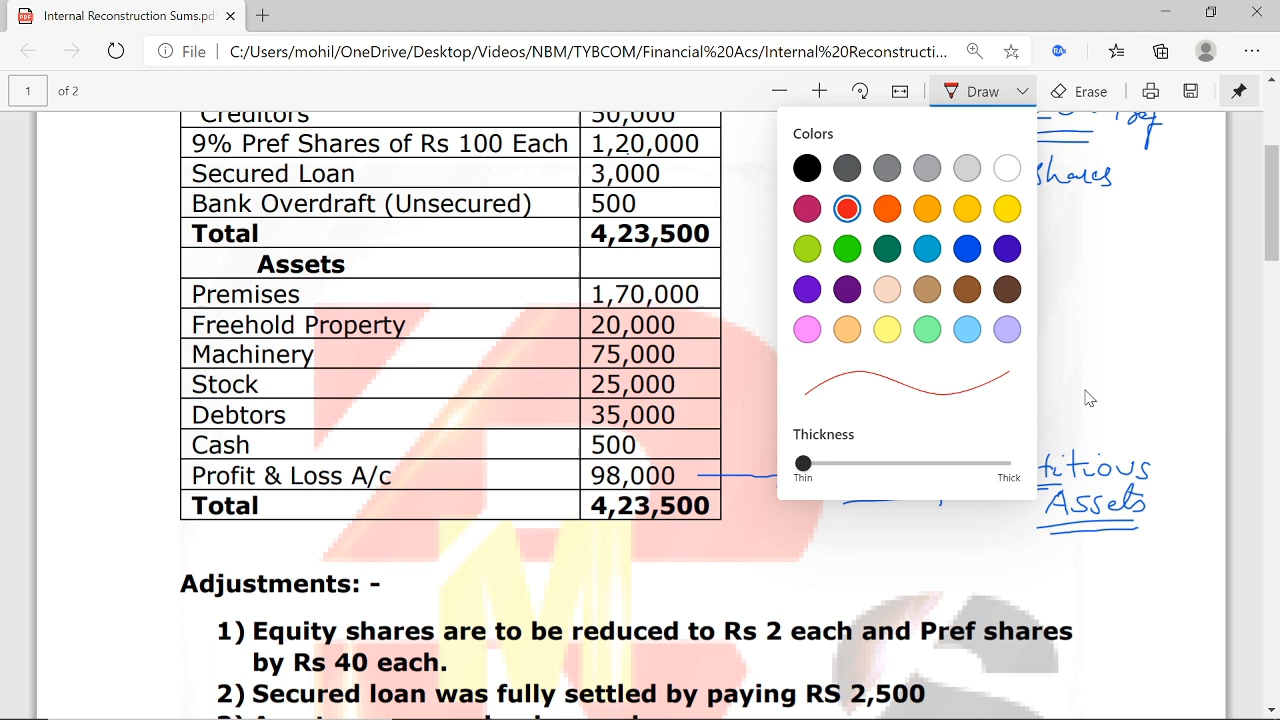 Internal Reconstruction Sums.pd
File
C:/Users/mohil/OneDrive/Desktop/Videos/NBM/TYBCOM/Financial%20Acs/Internal%20Reconstructi...
1 of 2
Draw
Erase
Creditors 50,000
9% Pref Shares of Rs 100 Each 1,20,000
Secured Loan 3,000
Bank Overdraft (Unsecured) 500
Total 4,23,500
Assets
Premises 1,70,000
Freehold Property 20,000
Machinery 75,000
Stock 25,000
Debtors 35,000
Cash 500
Profit & Loss A/c 98,000
Total 4,23,500
Colors
Thickness
Thin
Thick
shares
titious
Assets
Adjustments: -
1) Equity shares are to be reduced to Rs 2 each and Pref shares
by Rs 40 each.
2) Secured loan was fully settled by paying RS 2,500